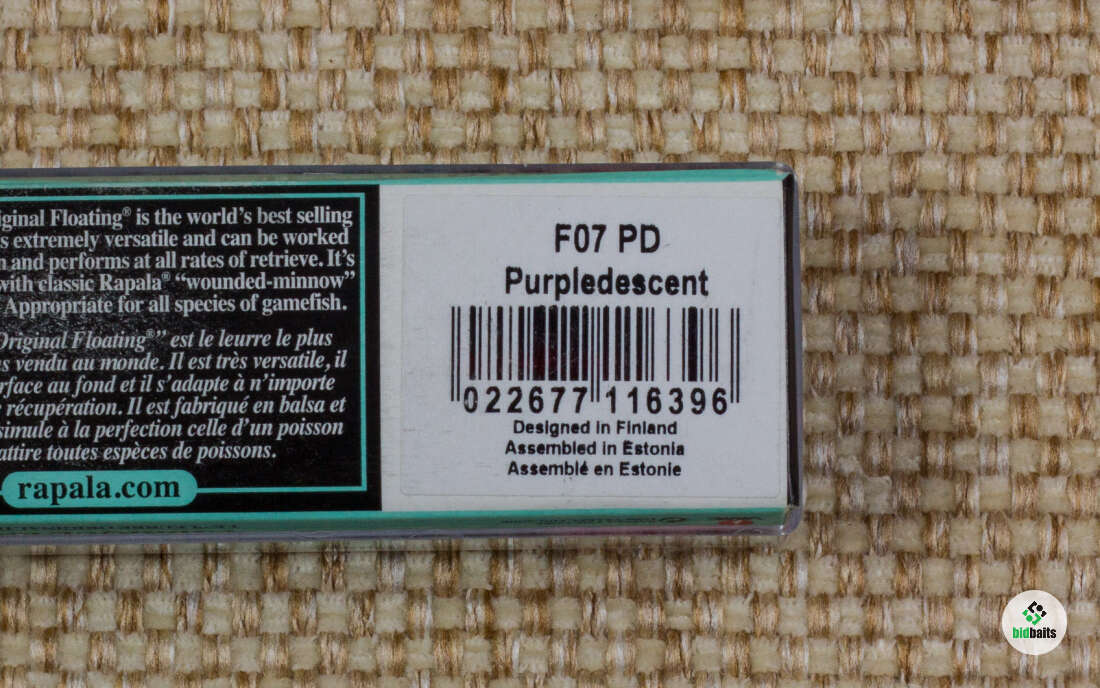 iginal Floating® is the world's best selling
s extremely versatile and can be worked
n and performs at all rates of retrieve. It's
with classic Rapala® "wounded-minnow"
Appropriate for all species of gamefish.
Original Floating®" est le leurre le plus
s vendu au monde. Il est très versatile, il
rface au fond et il s'adapte à n'importe
récupération. Il est fabriqué en balsa et
simule à la perfection celle d'un poisson
attire toutes espèces de poissons.
rapala.com
F07 PD
Purpledescent
022677 116396
Designed in Finland
Assembled in Estonia
Assemblé en Estonie
bidbaits